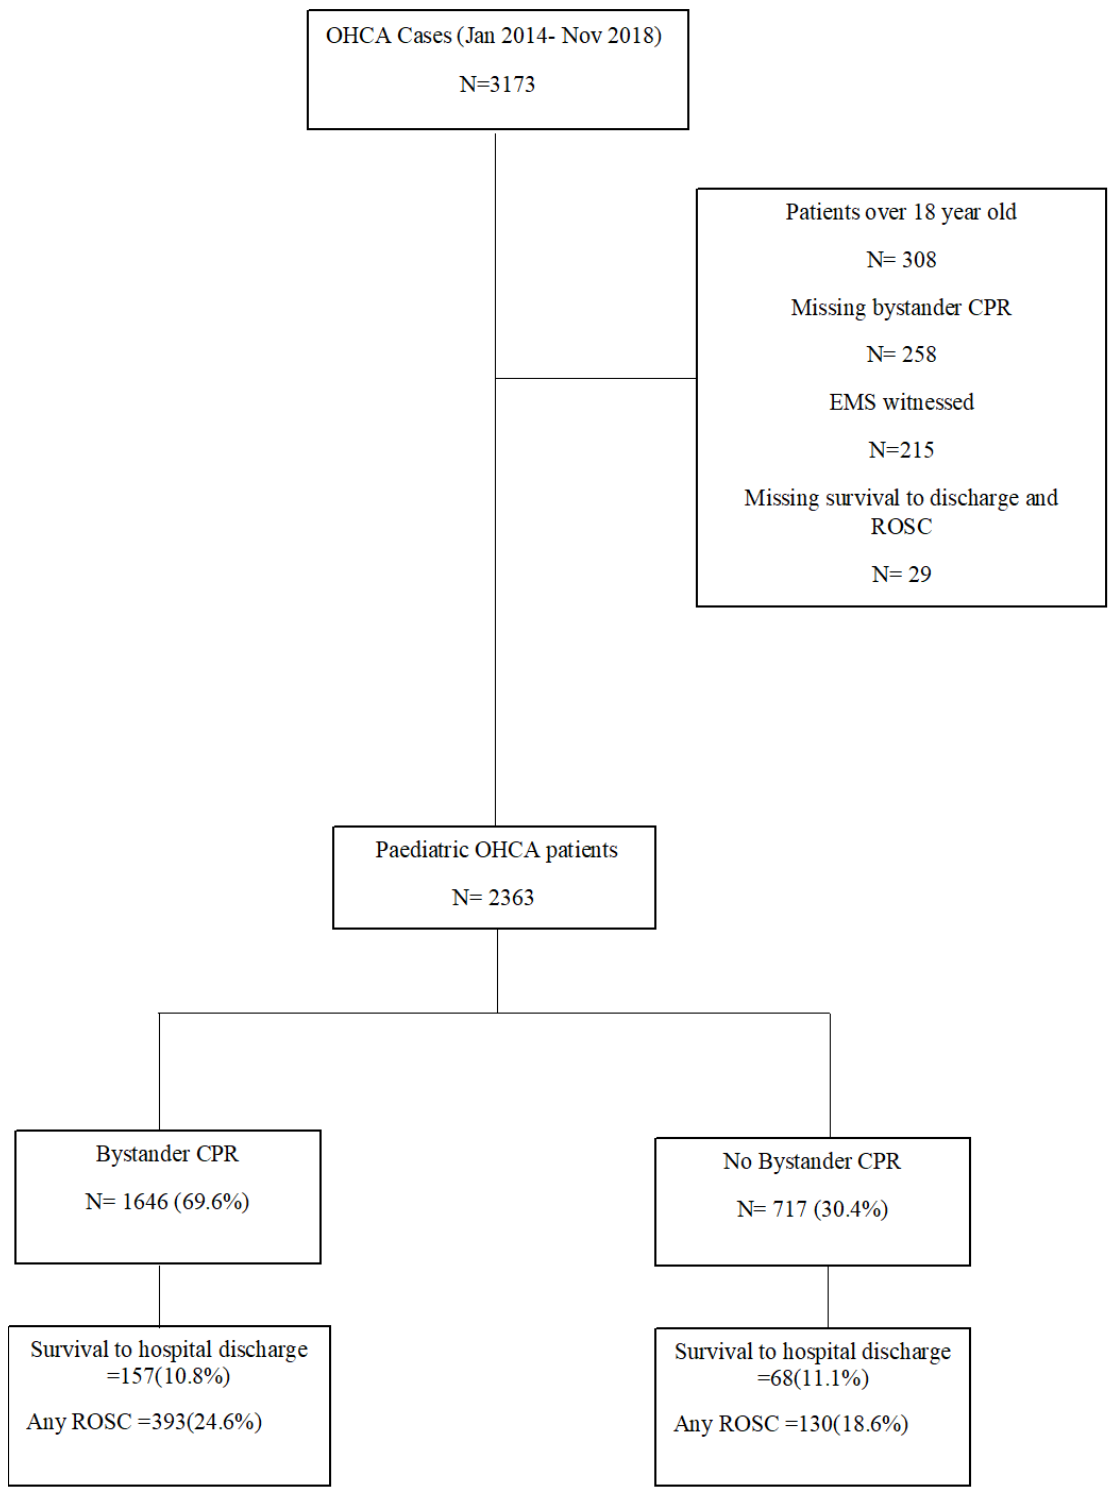 OHCA Cases (Jan 2014- Nov 2018)
N=3173
Patients over 18 year old
N= 308
Missing bystander CPR
N= 258
EMS witnessed
N=215
Missing survival to discharge and
ROSC
N= 29
Paediatric OHCA patients
N= 2363
Bystander CPR
N= 1646 (69.6%)
No Bystander CPR
N= 717 (30.4%)
Survival to hospital discharge
=157(10.8%)
Any ROSC =393(24.6%)
Survival to hospital discharge
=68(11.1%)
Any ROSC =130(18.6%)